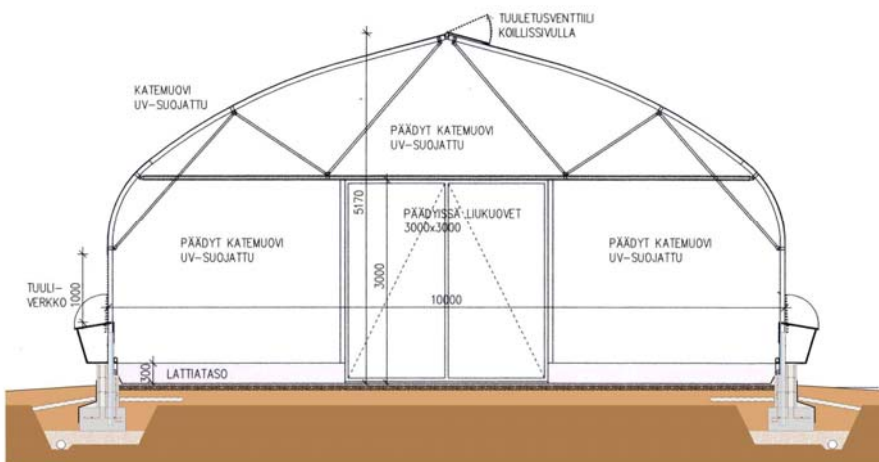 TUULETUSVENTTIILI
KOILLISSIVULLA
KATEMUOVI
UV-SUOJATTU
PÄÄDYT KATEMUOVI
UV-SUOJATTU
5170
PÄÄDYISSÄ LIUKUOVET
3000x3000
PÄÄDYT KATEMUOVI
UV-SUOJATTU
PÄÄDYT KATEMUOVI
UV-SUOJATTU
TUULI-
VERKKO
1000
3000
10000
300
LATTIATASO